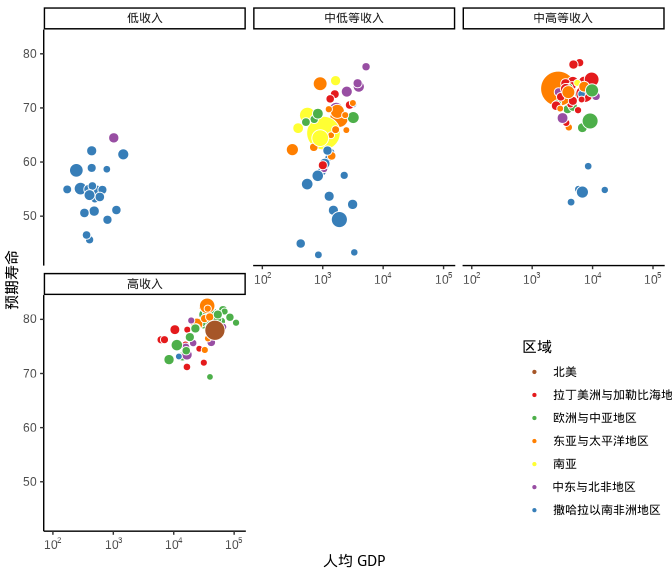 低收入
中低等收入
中高等收入
80
70
60
50
10² 10³ 10⁴ 10⁵
10² 10³ 10⁴ 10⁵
高收入
80
70
60
50
10² 10³ 10⁴ 10⁵
预期寿命
人均 GDP
区域
北美
拉丁美洲与加勒比海地
欧洲与中亚地区
东亚与太平洋地区
南亚
中东与北非地区
撒哈拉以南非洲地区